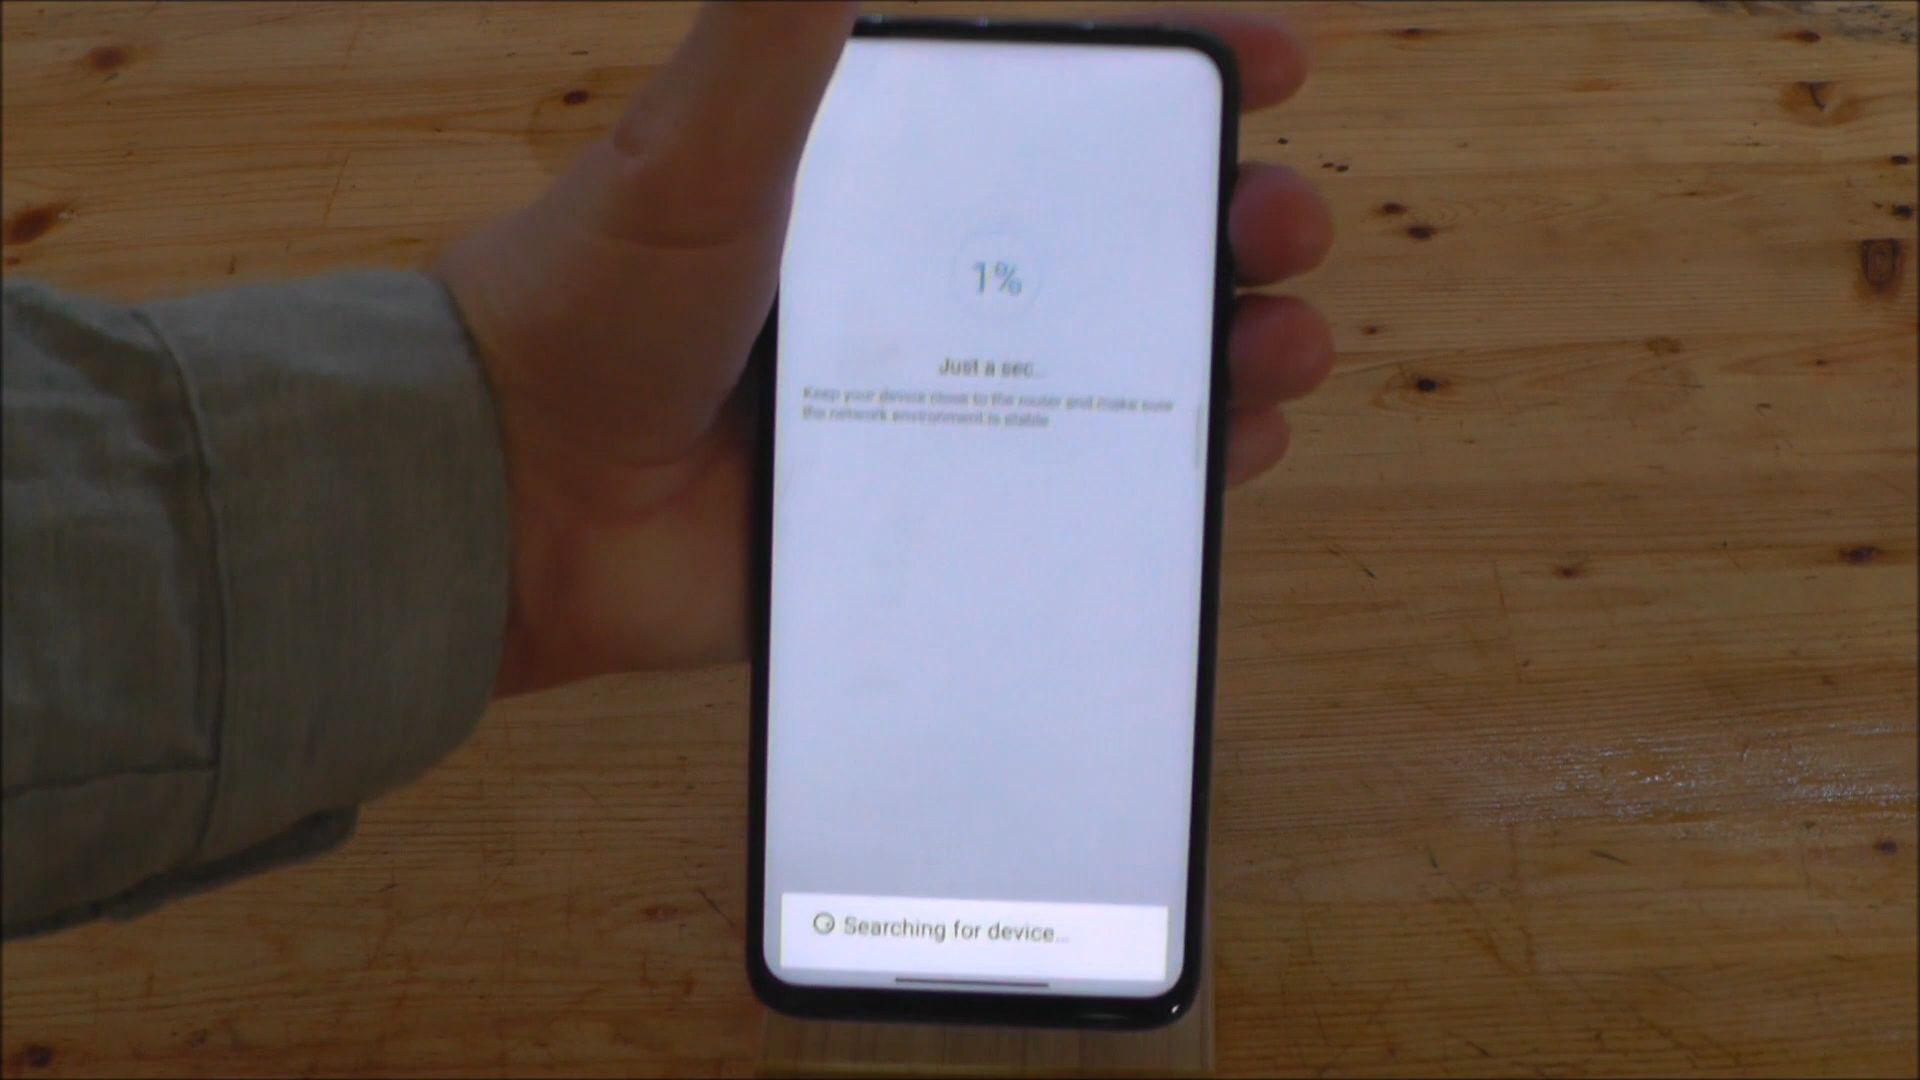 1%
Just a sec...
Keep your device close to the router and make sure
the network environment is stable
Searching for device...